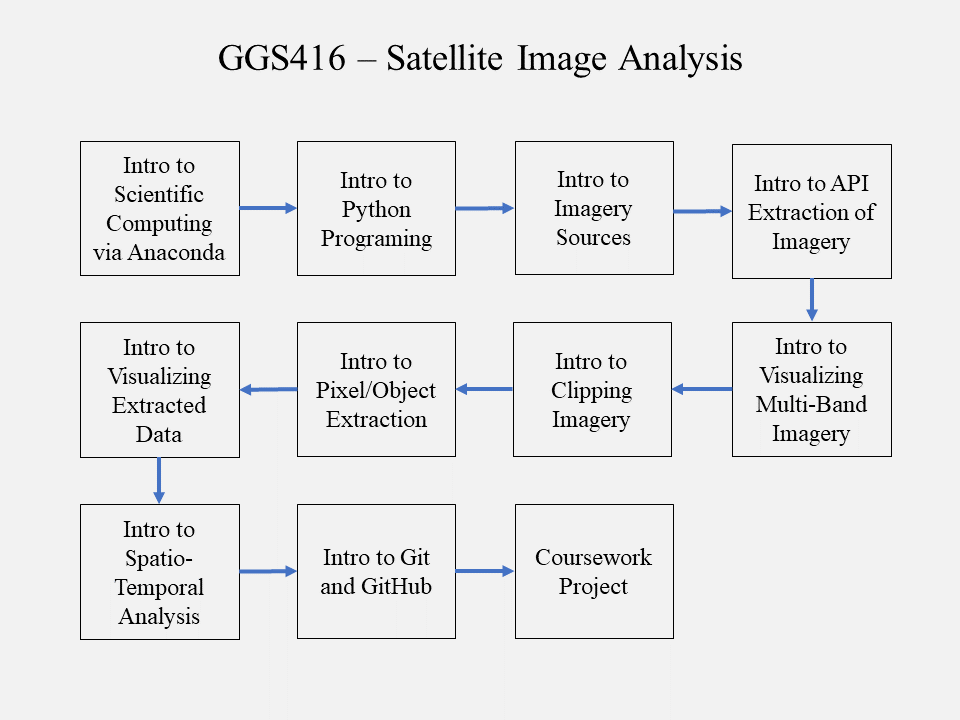 GGS416 – Satellite Image Analysis
Intro to
Scientific
Computing
via Anaconda
Intro to
Python
Programing
Intro to
Imagery
Sources
Intro to API
Extraction of
Imagery
Intro to
Visualizing
Multi-Band
Imagery
Intro to
Clipping
Imagery
Intro to
Pixel/Object
Extraction
Intro to
Visualizing
Extracted
Data
Intro to
Spatio-
Temporal
Analysis
Intro to Git
and GitHub
Coursework
Project